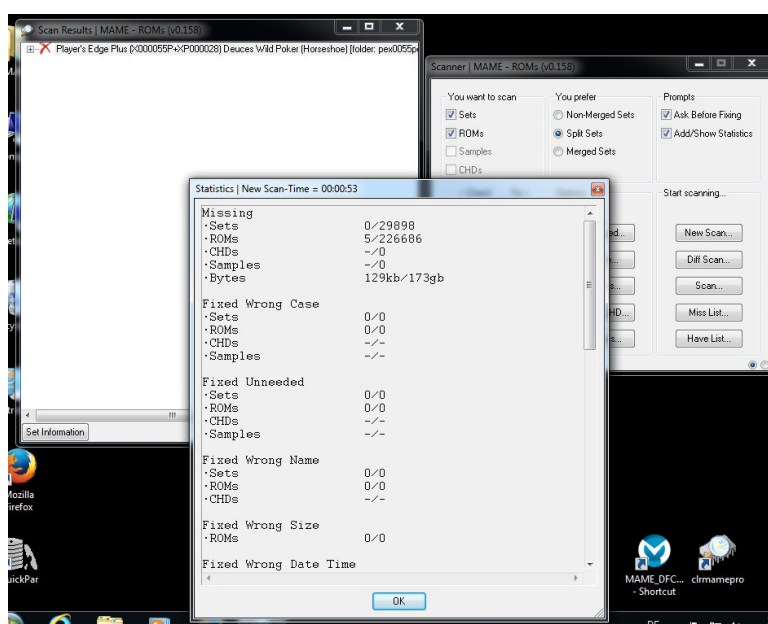 Scan Results | MAME - ROMs (v0.158)
Player's Edge Plus (X000055P+XP000028) Deuces Wild Poker (Horseshoe) [folder: pex0055p
Set Information
Scanner | MAME - ROMs (v0.158)
You want to scan
Sets
ROMs
Samples
CHDs
You prefer
Non-Merged Sets
Split Sets
Merged Sets
Prompts
Ask Before Fixing
Add/Show Statistics
Start scanning...
New Scan...
Diff Scan...
Scan...
Miss List...
Have List...
Statistics | New Scan-Time = 00:00:53
Missing
·Sets 0/29898
·ROMs 5/226686
·CHDs -/0
·Samples -/0
·Bytes 129kb/173gb
Fixed Wrong Case
·Sets 0/0
·ROMs 0/0
·CHDs -/-
·Samples -/-
Fixed Unneeded
·Sets 0/0
·ROMs 0/0
·CHDs -/-
·Samples -/-
Fixed Wrong Name
·Sets 0/0
·ROMs 0/0
·CHDs -/-
Fixed Wrong Size
·ROMs 0/0
Fixed Wrong Date Time
OK
Mozilla
Firefox
QuickPar
MAME_DFC...
- Shortcut
clrmamepro
DE